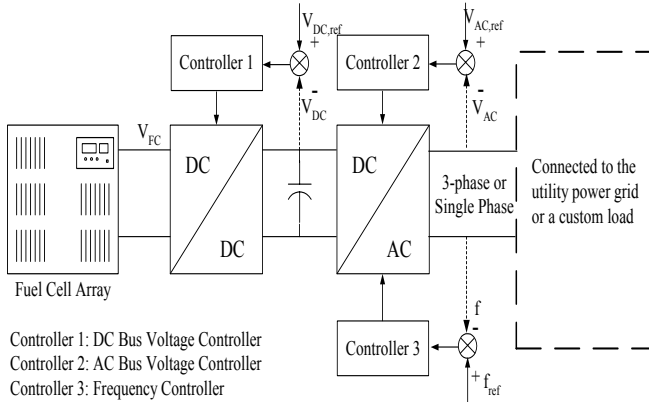 V_DC,ref
+
V_AC,ref
+
Controller 1
Controller 2
-
V_DC
-
V_AC
V_FC
DC
DC
DC
AC
3-phase or
Single Phase
Connected to the
utility power grid
or a custom load
Fuel Cell Array
f
-
Controller 3
+ f_ref
Controller 1: DC Bus Voltage Controller
Controller 2: AC Bus Voltage Controller
Controller 3: Frequency Controller